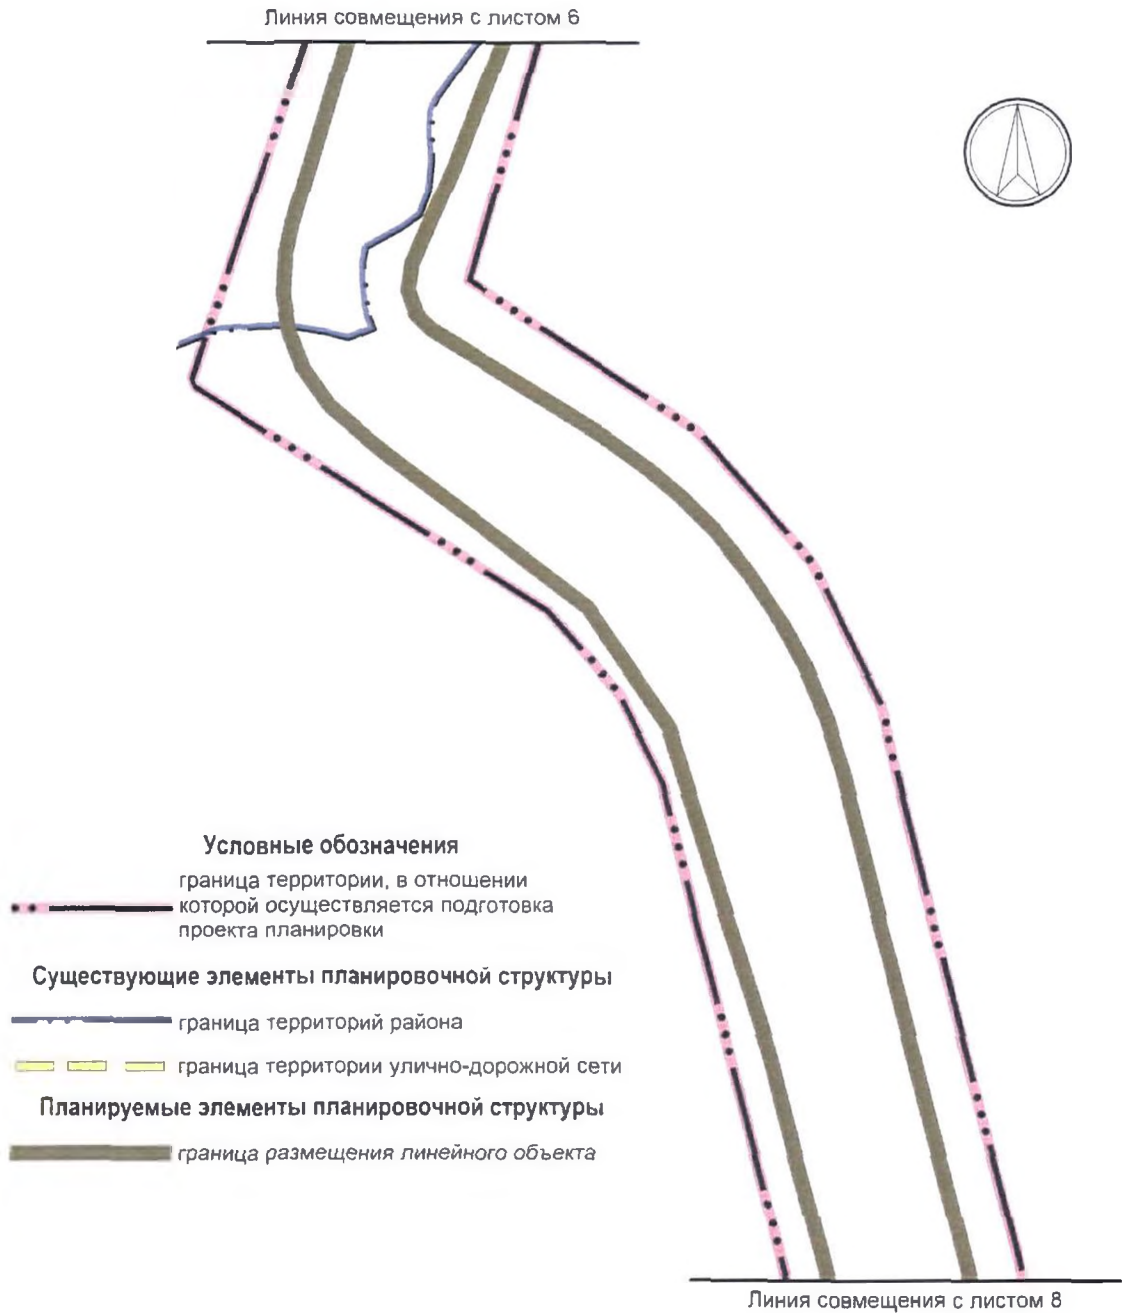 Линия совмещения с листом 6
Условные обозначения
граница территории, в отношении
которой осуществляется подготовка
проекта планировки
Существующие элементы планировочной структуры
граница территорий района
граница территории улично-дорожной сети
Планируемые элементы планировочной структуры
граница размещения линейного объекта
Линия совмещения с листом 8